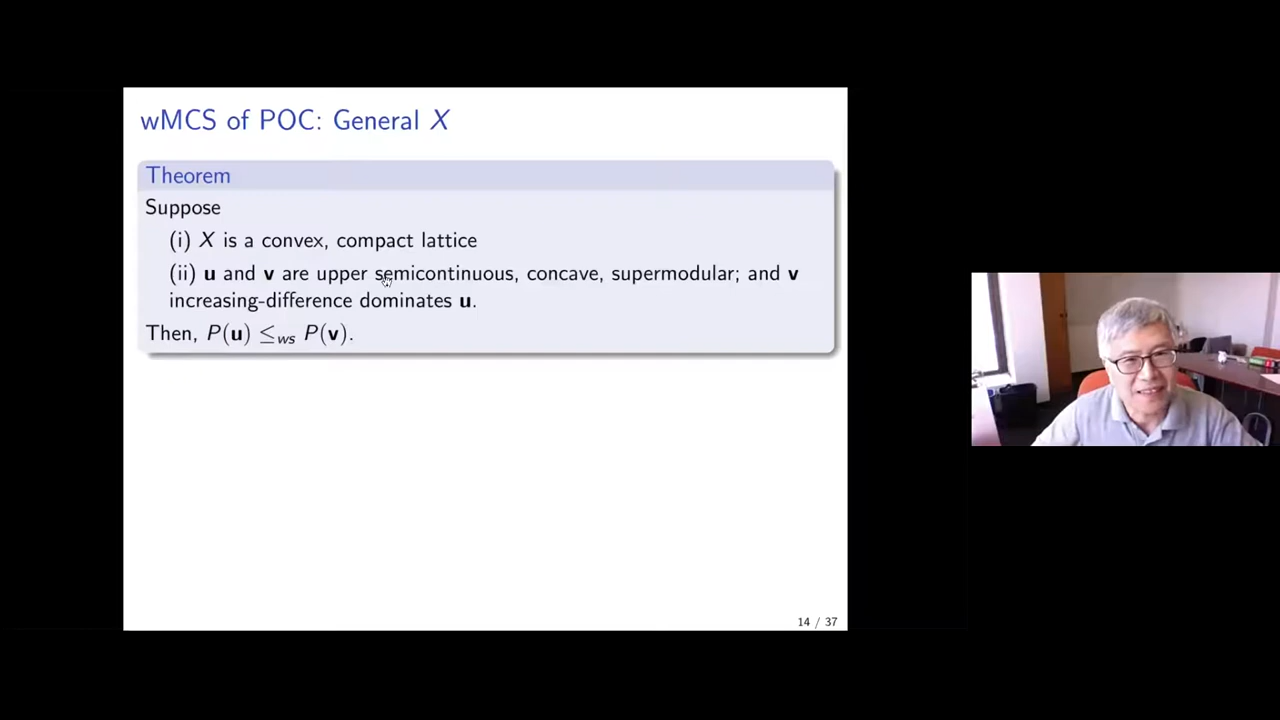 wMCS of POC: General X
Theorem
Suppose
(i) X is a convex, compact lattice
(ii) u and v are upper semicontinuous, concave, supermodular; and v
increasing-difference dominates u.
Then, P(u) ≤ws P(v).
14 / 37